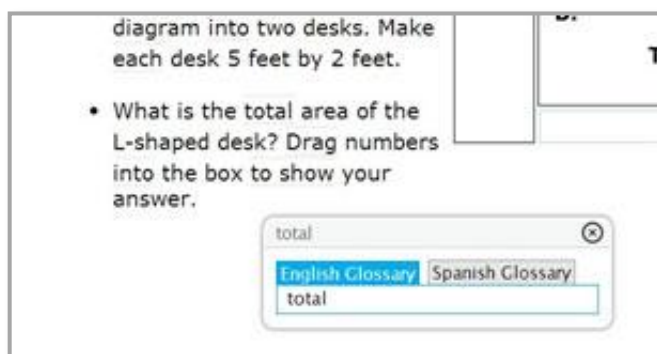 diagram into two desks. Make
each desk 5 feet by 2 feet.
• What is the total area of the
L-shaped desk? Drag numbers
into the box to show your
answer.
total
English Glossary Spanish Glossary
total